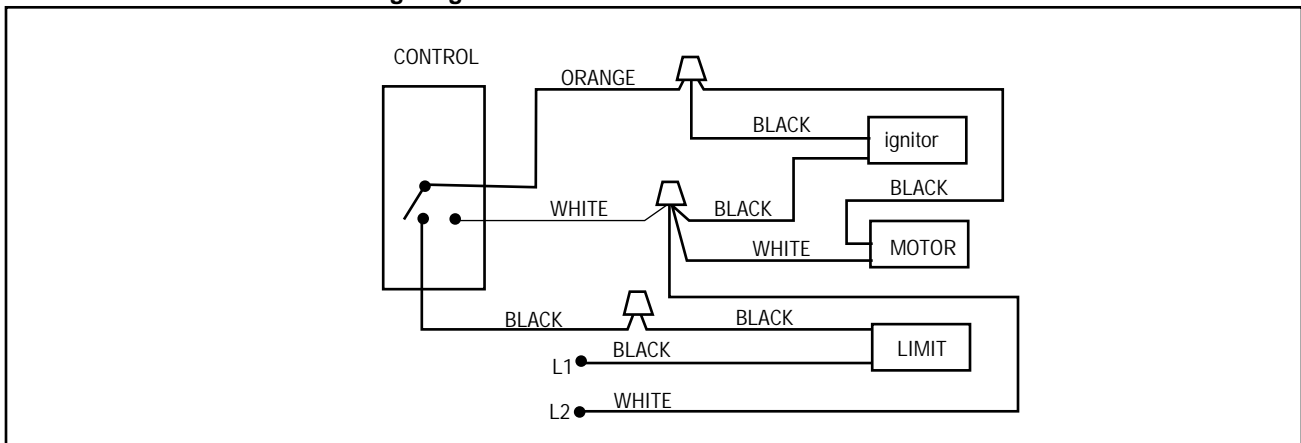 CONTROL
ORANGE
BLACK
ignitor
BLACK
WHITE
BLACK
WHITE
MOTOR
BLACK
BLACK
LIMIT
BLACK
L1
WHITE
L2